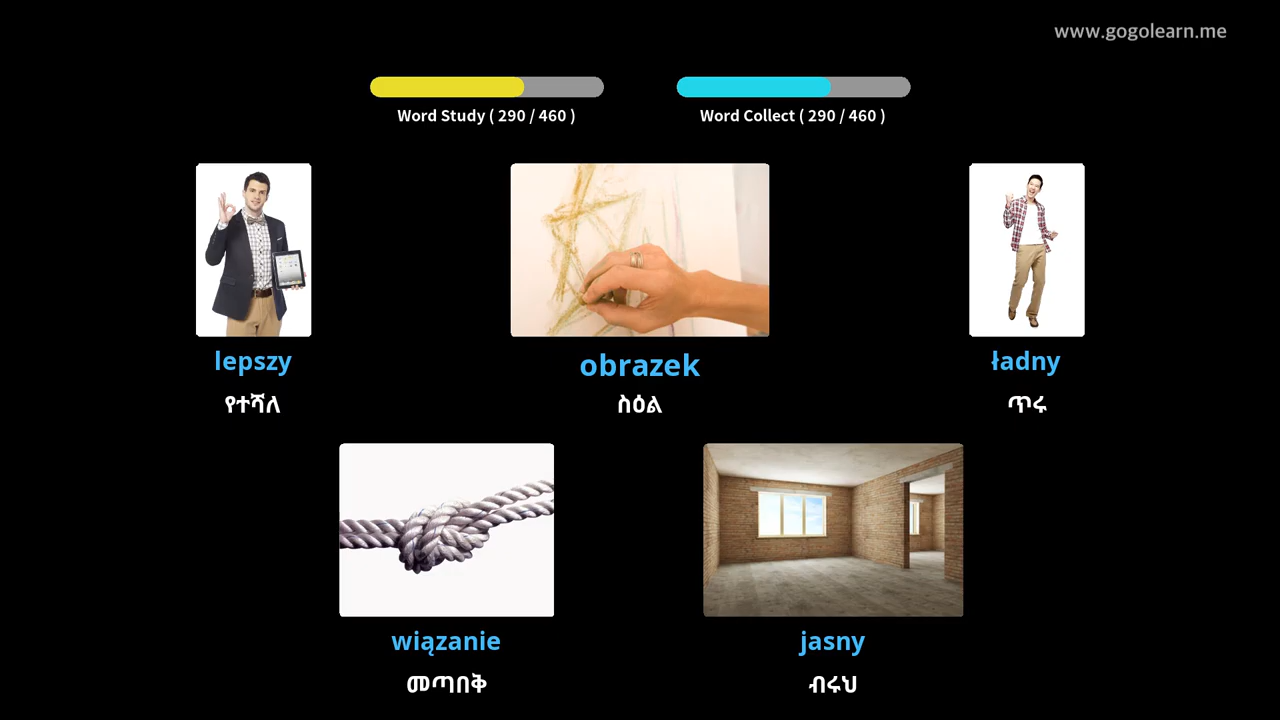 www.gogolearn.me
Word Study ( 290 / 460 )
Word Collect ( 290 / 460 )
lepszy
የተሻለ
obrazek
ስዕል
ładny
ጥሩ
wiązanie
መጣበቅ
jasny
ብሩህ